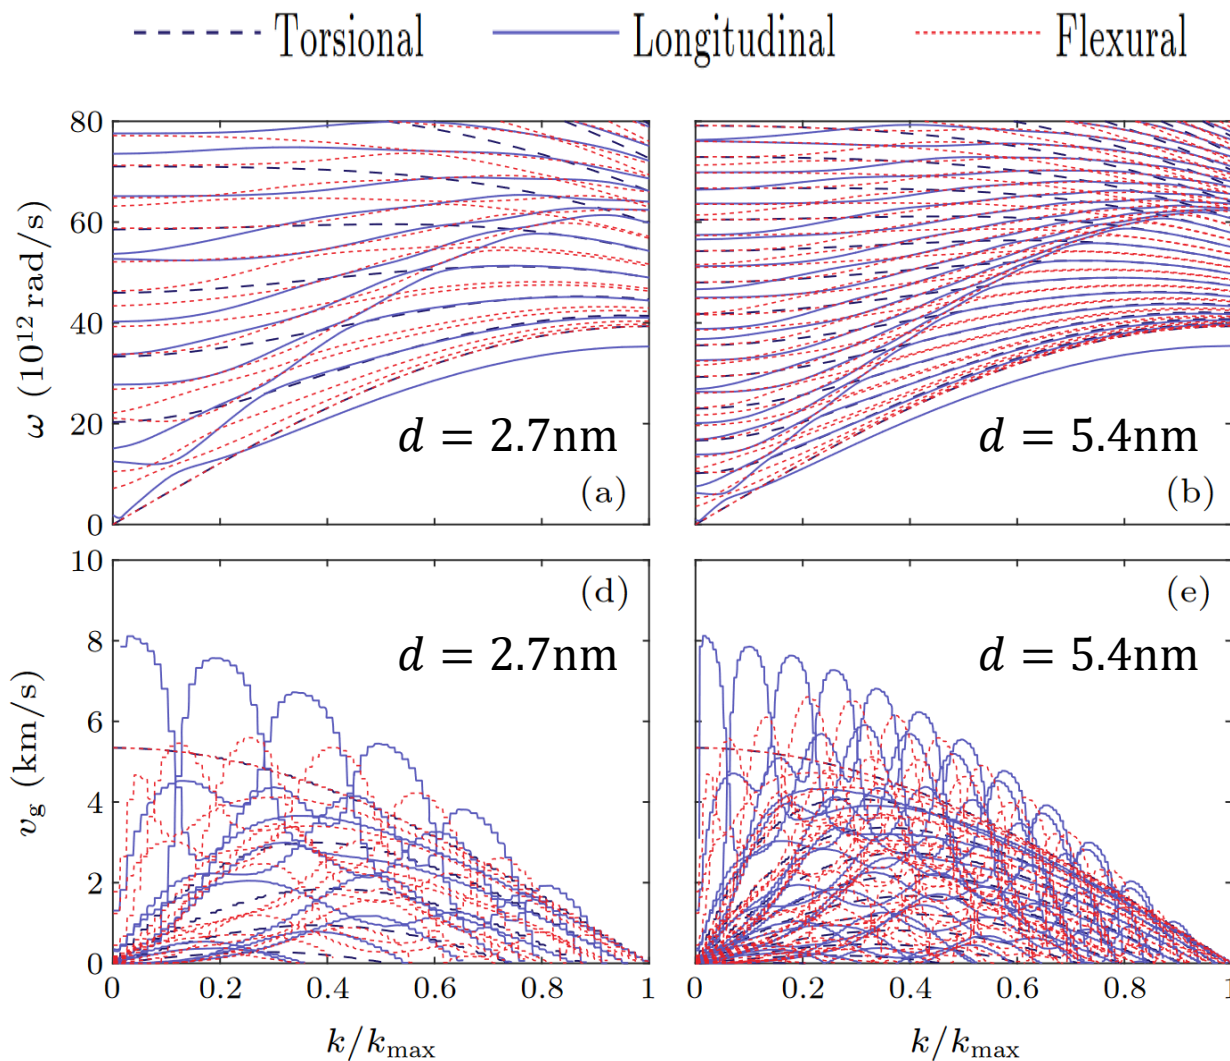 Torsional Longitudinal Flexural
80
60
40
20
0
ω (10¹² rad/s)
d = 2.7nm
(a)
d = 5.4nm
(b)
10
8
6
4
2
0
v_g (km/s)
(d)
d = 2.7nm
(e)
d = 5.4nm
0 0.2 0.4 0.6 0.8 1
0 0.2 0.4 0.6 0.8 1
k/k_max
k/k_max